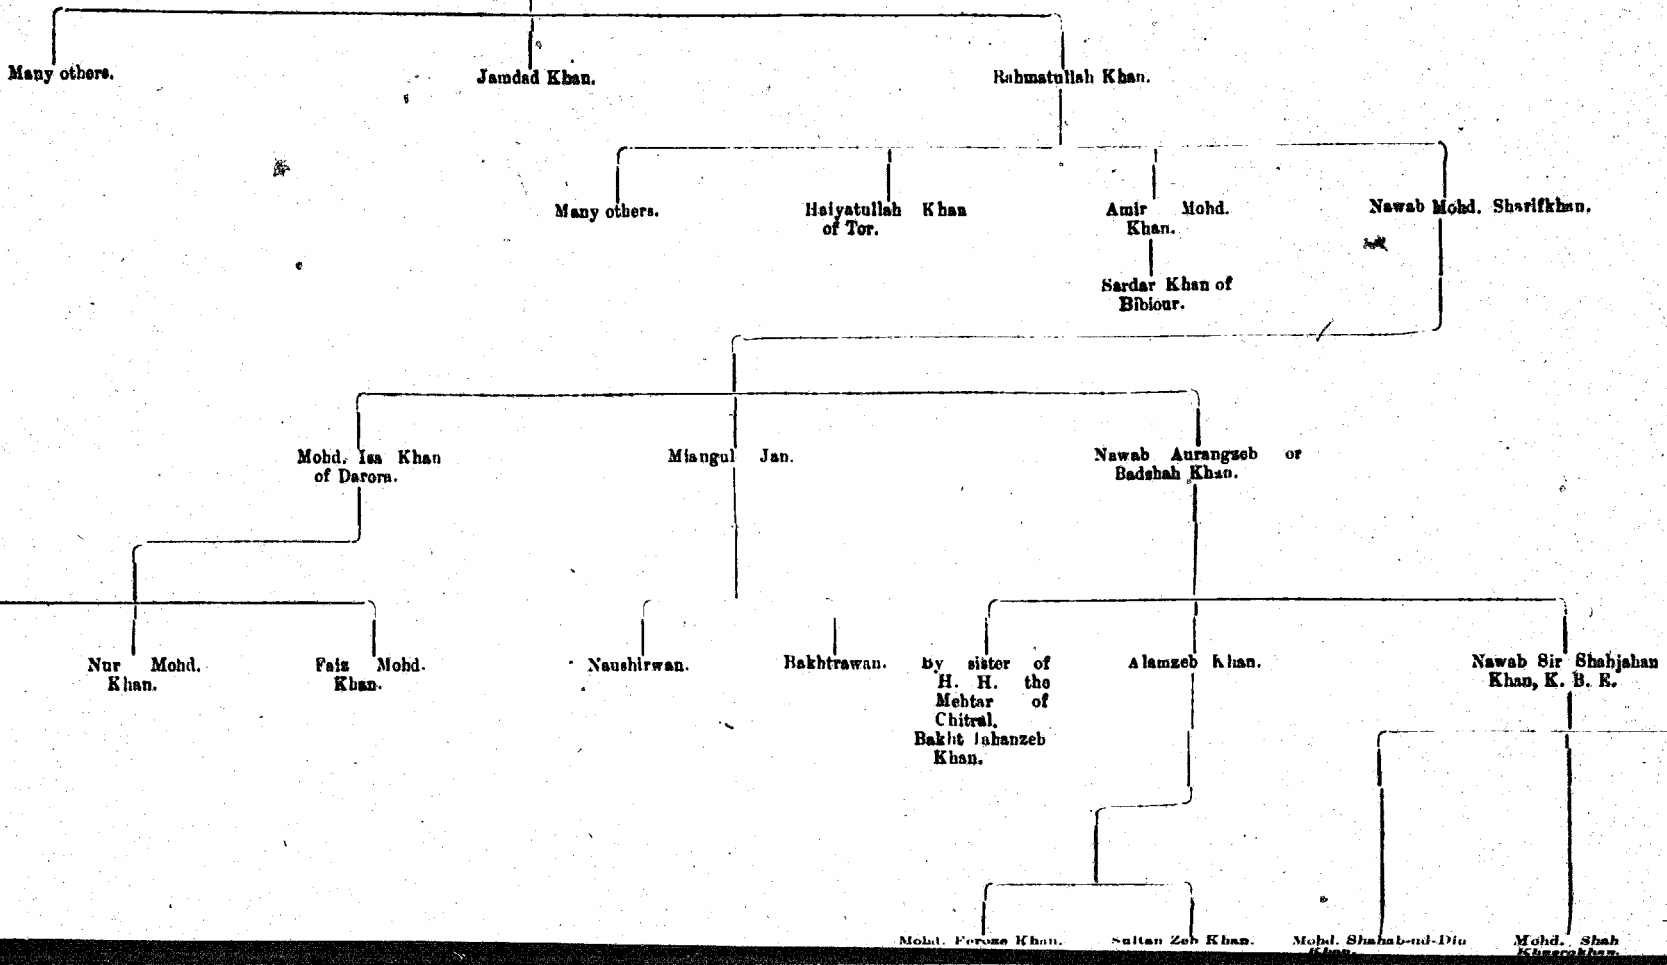 Many others.
Jamdad Khan.
Rahmatullah Khan.
Many others.
Haiyatullah Khan
of Tor.
Amir Mohd.
Khan.
Nawab Mohd. Sharifkhan.
Sardar Khan of
Bibiour.
Mohd. Isa Khan
of Darora.
Miangul Jan.
Nawab Aurangzeb or
Badshah Khan.
Nur Mohd.
Khan.
Faiz Mohd.
Khan.
Naushirwan.
Bakhtrawan.
By sister of
H. H. the
Mehtar of
Chitral.
Bakht Jahanzeb
Khan.
Alamzeb Khan.
Nawab Sir Shahjahan
Khan, K. B. E.
Mohd. Feroze Khan.
Sultan Zeb Khan.
Mohd. Shahab-ud-Din
Khan.
Mohd. Shah
Khusrokhan.